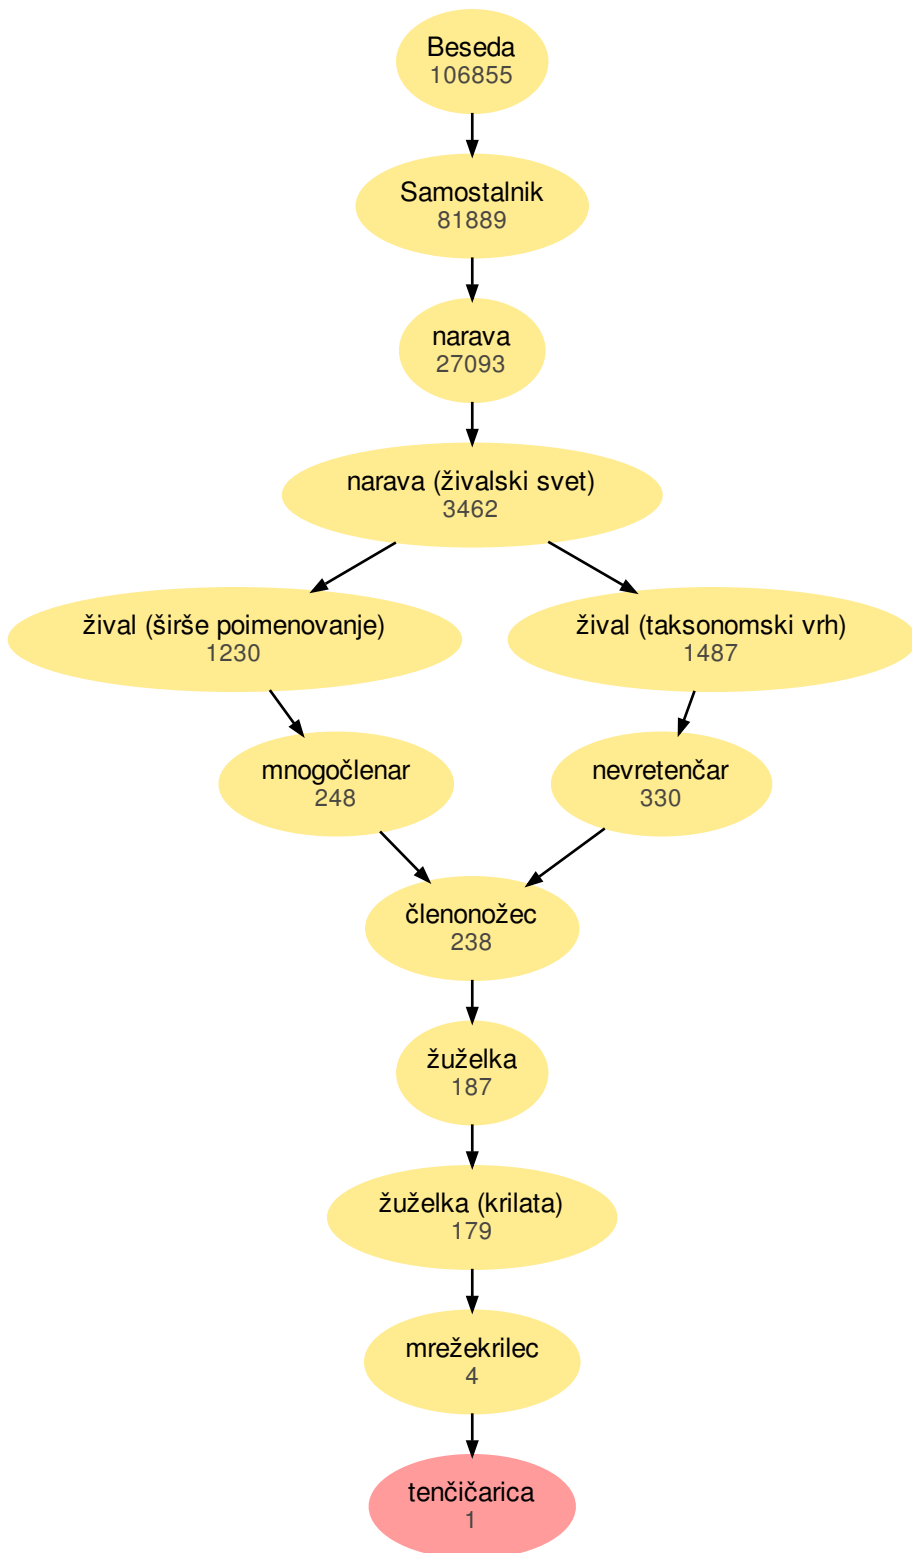 Beseda
106855
Samostalnik
81889
narava
27093
narava (živalski svet)
3462
žival (širše poimenovanje)
1230
žival (taksonomski vrh)
1487
mnogočlenar
248
nevretenčar
330
členonožec
238
žuželka
187
žuželka (krilata)
179
mrežekrilec
4
tenčičarica
1